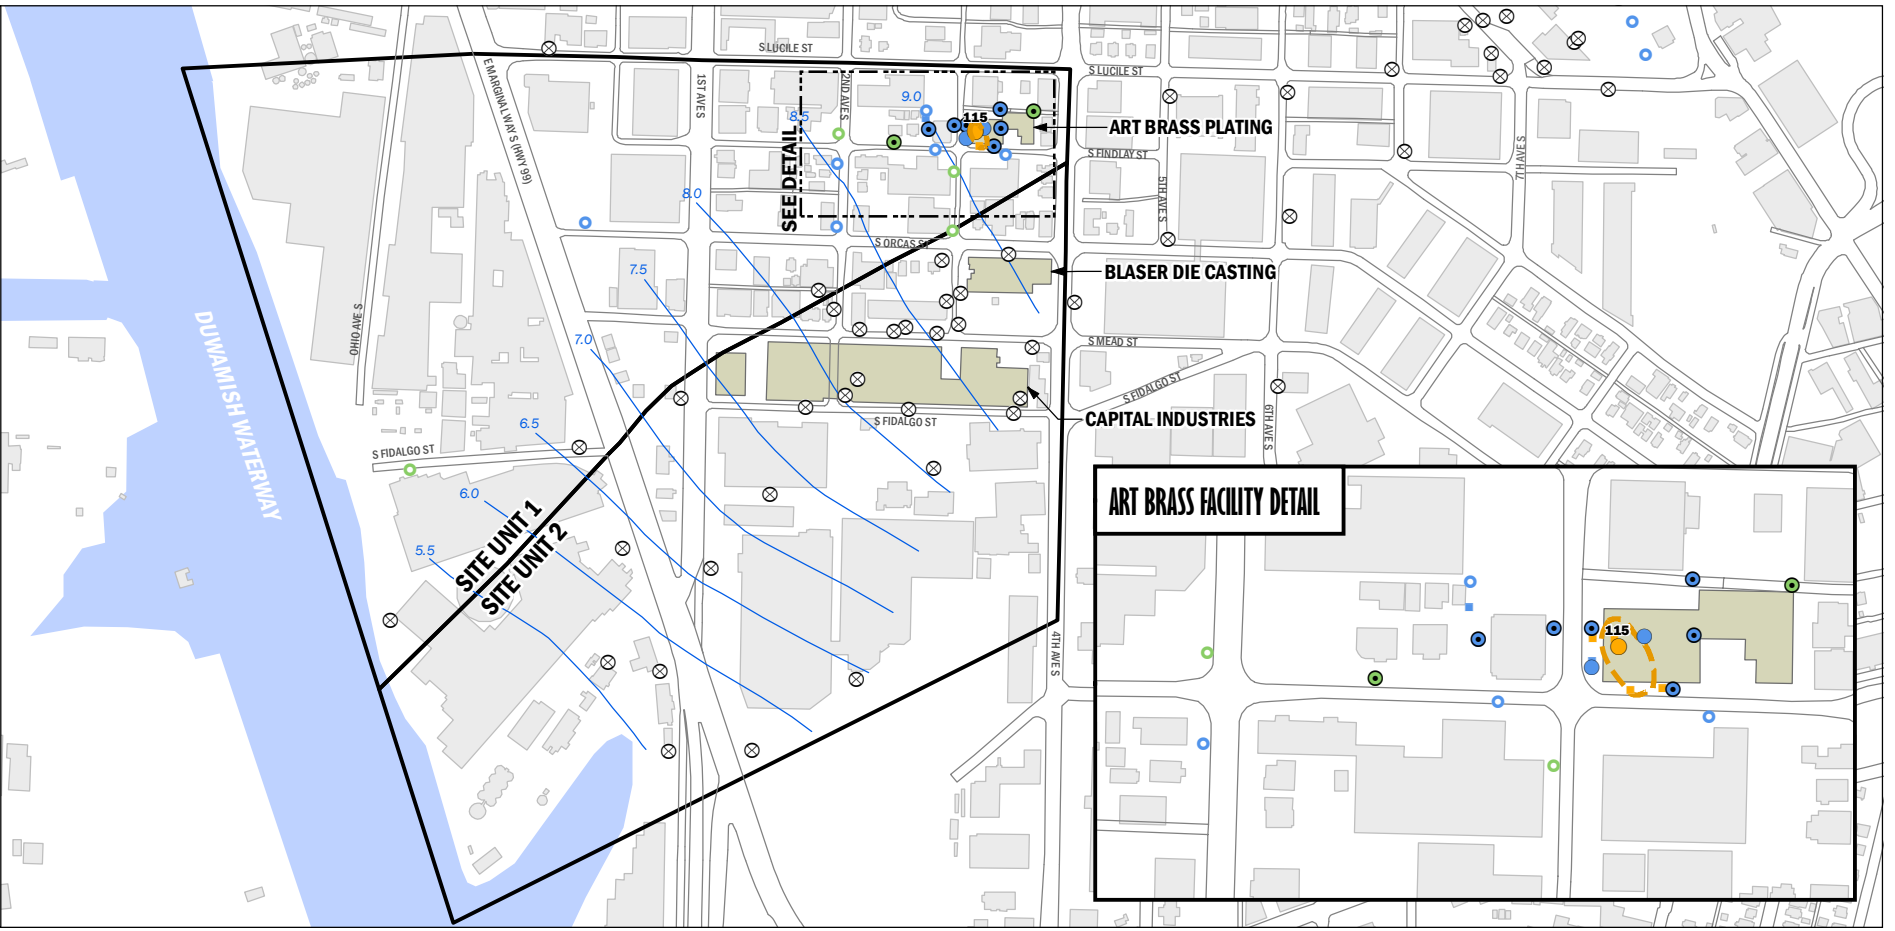 S LUCILE ST
S LUCILE ST
E MARGINAL WAY S (HWY 99)
1ST AVE S
2ND AVE S
9.0
8.5
115
ART BRASS PLATING
S FINDLAY ST
7TH AVE S
SEE DETAIL
8.0
5TH AVE S
S ORCAS ST
7.5
BLASER DIE CASTING
OHIO AVE S
DUWAMISH WATERWAY
7.0
S MEAD ST
S FIDALGO ST
6TH AVE S
6.5
S FIDALGO ST
CAPITAL INDUSTRIES
S FIDALGO ST
6.0
ART BRASS FACILITY DETAIL
5.5
SITE UNIT 1
SITE UNIT 2
115
4TH AVE S